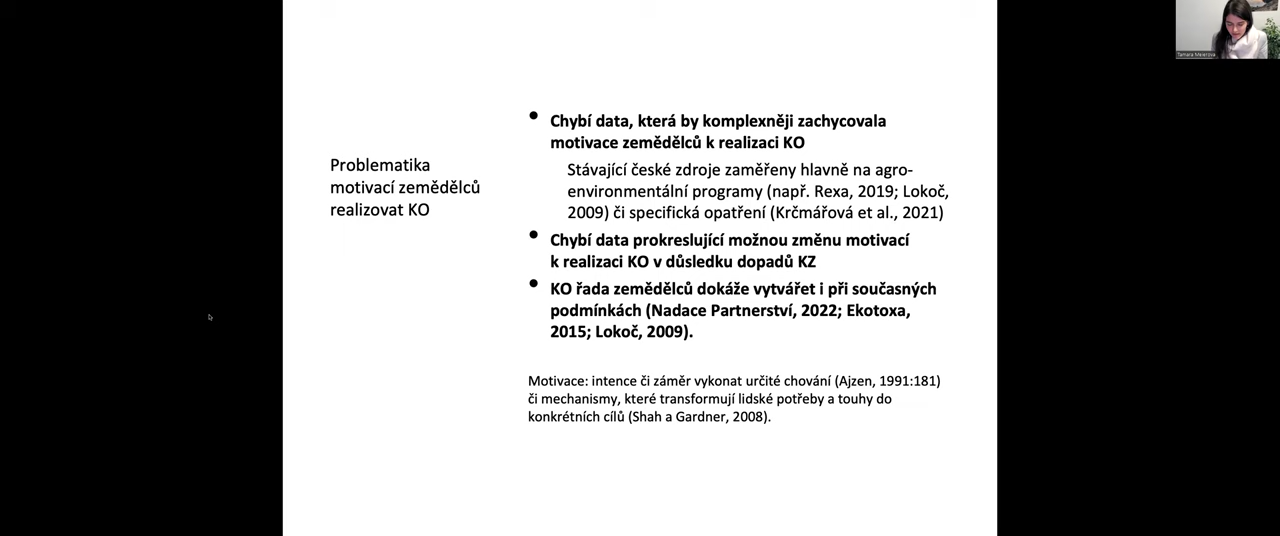 Problematika
motivací zemědělců
realizovat KO
Chybí data, která by komplexněji zachycovala
motivace zemědělců k realizaci KO
Stávající české zdroje zaměřeny hlavně na agro-
environmentální programy (např. Rexa, 2019; Lokoč,
2009) či specifická opatření (Krčmářová et al., 2021)
Chybí data prokreslující možnou změnu motivací
k realizaci KO v důsledku dopadů KZ
KO řada zemědělců dokáže vytvářet i při současných
podmínkách (Nadace Partnerství, 2022; Ekotoxa,
2015; Lokoč, 2009).
Motivace: intence či záměr vykonat určité chování (Ajzen, 1991:181)
či mechanismy, které transformují lidské potřeby a touhy do
konkrétních cílů (Shah a Gardner, 2008).
Tamara Meierová